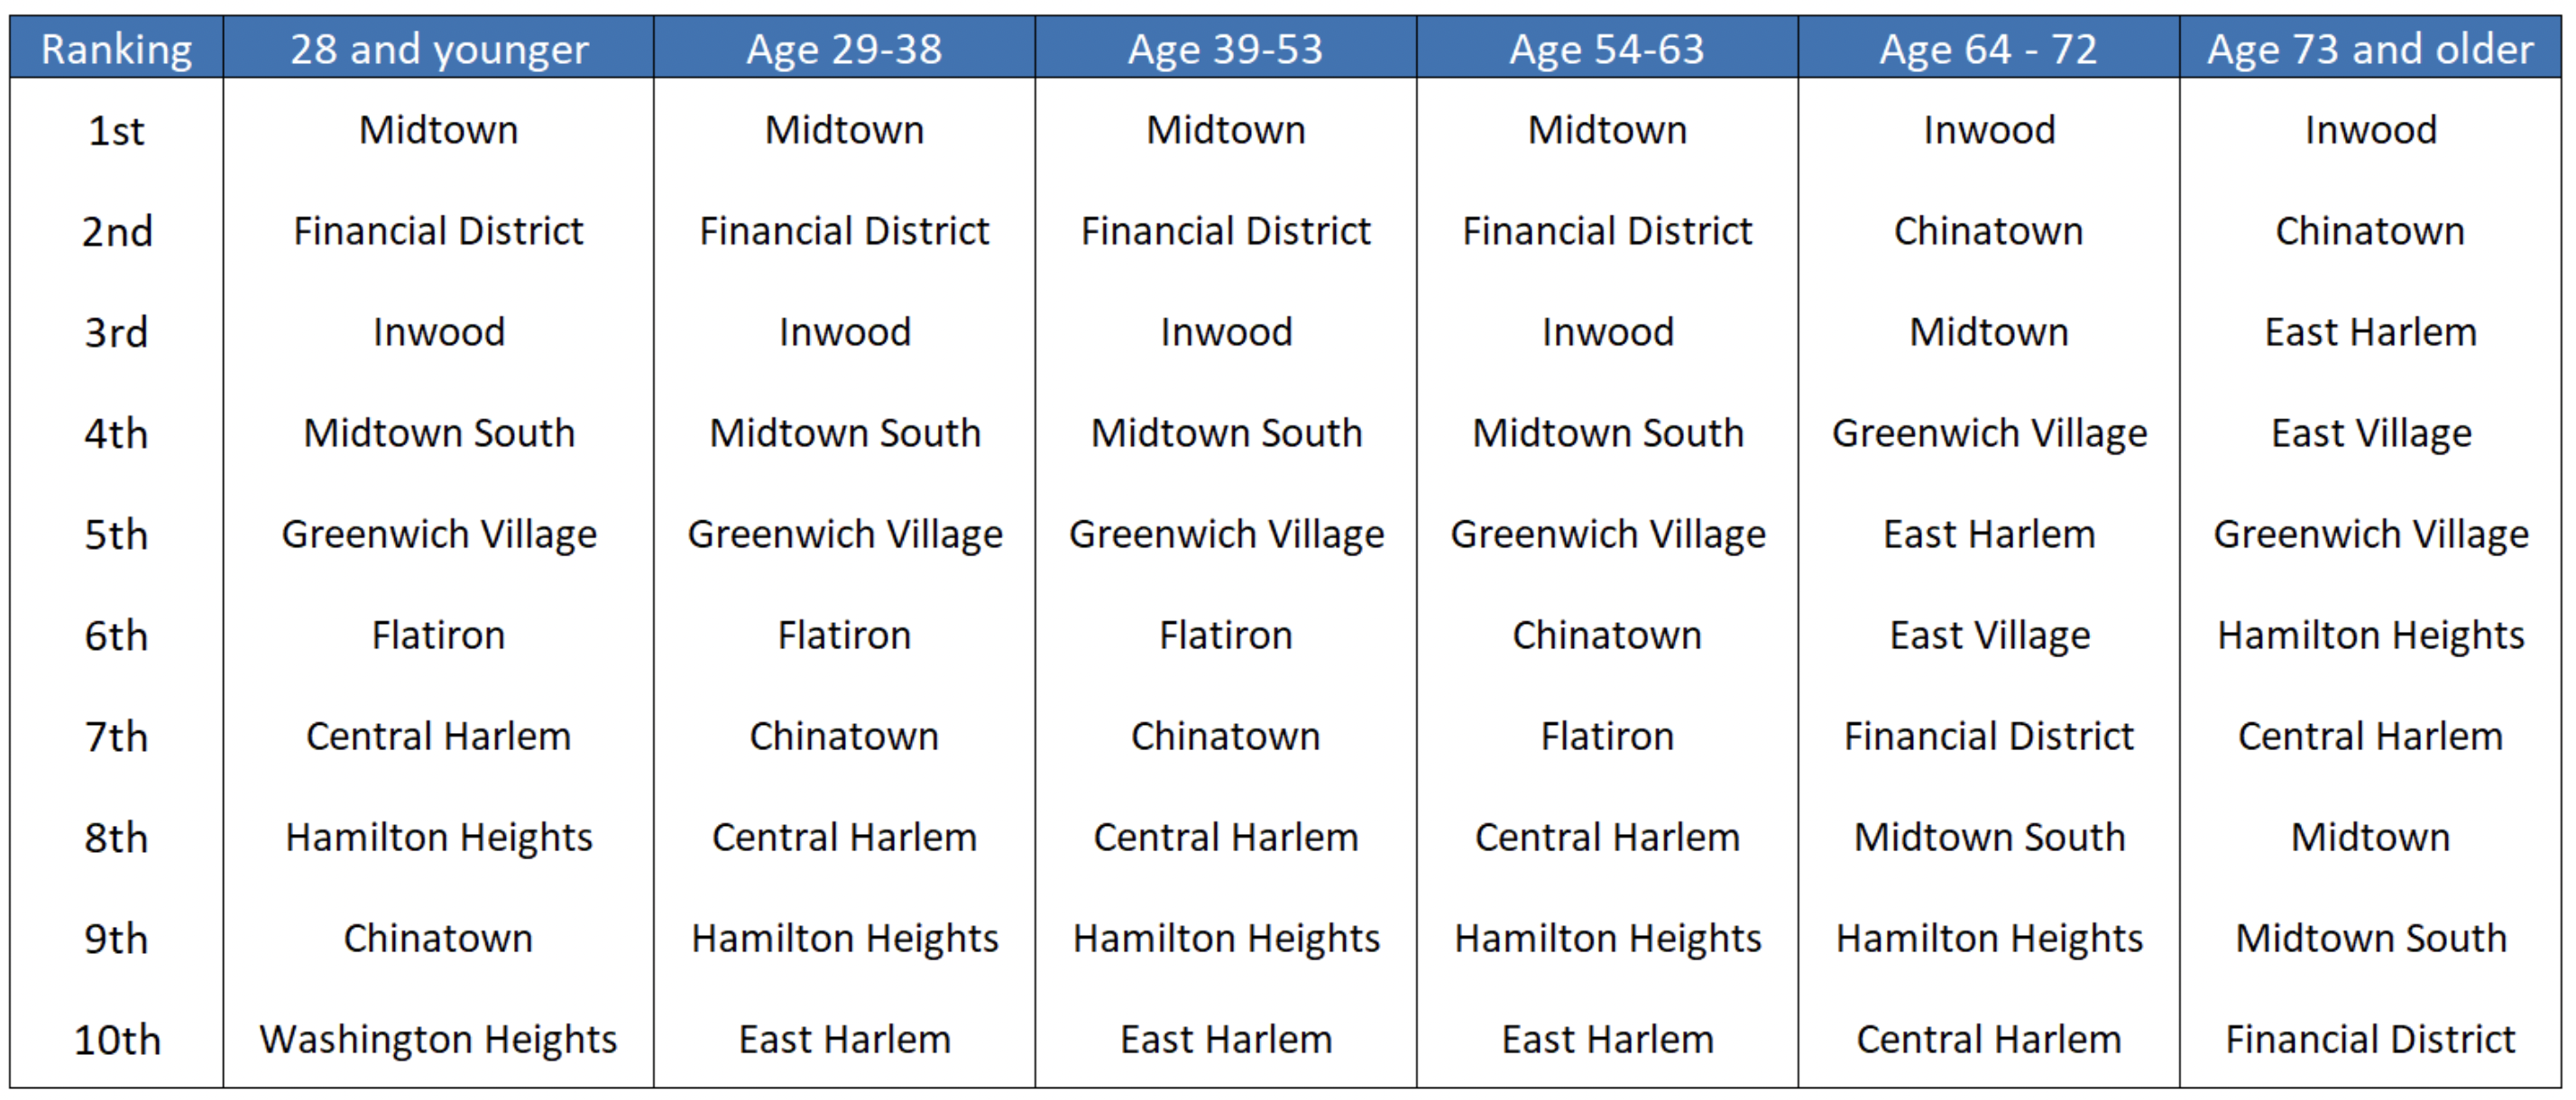 Ranking 28 and younger Age 29-38 Age 39-53 Age 54-63 Age 64 - 72 Age 73 and older
1st Midtown Midtown Midtown Midtown Inwood Inwood
2nd Financial District Financial District Financial District Financial District Chinatown Chinatown
3rd Inwood Inwood Inwood Inwood Midtown East Harlem
4th Midtown South Midtown South Midtown South Midtown South Greenwich Village East Village
5th Greenwich Village Greenwich Village Greenwich Village Greenwich Village East Harlem Greenwich Village
6th Flatiron Flatiron Flatiron Chinatown East Village Hamilton Heights
7th Central Harlem Chinatown Chinatown Flatiron Financial District Central Harlem
8th Hamilton Heights Central Harlem Central Harlem Central Harlem Midtown South Midtown
9th Chinatown Hamilton Heights Hamilton Heights Hamilton Heights Hamilton Heights Midtown South
10th Washington Heights East Harlem East Harlem East Harlem Central Harlem Financial District